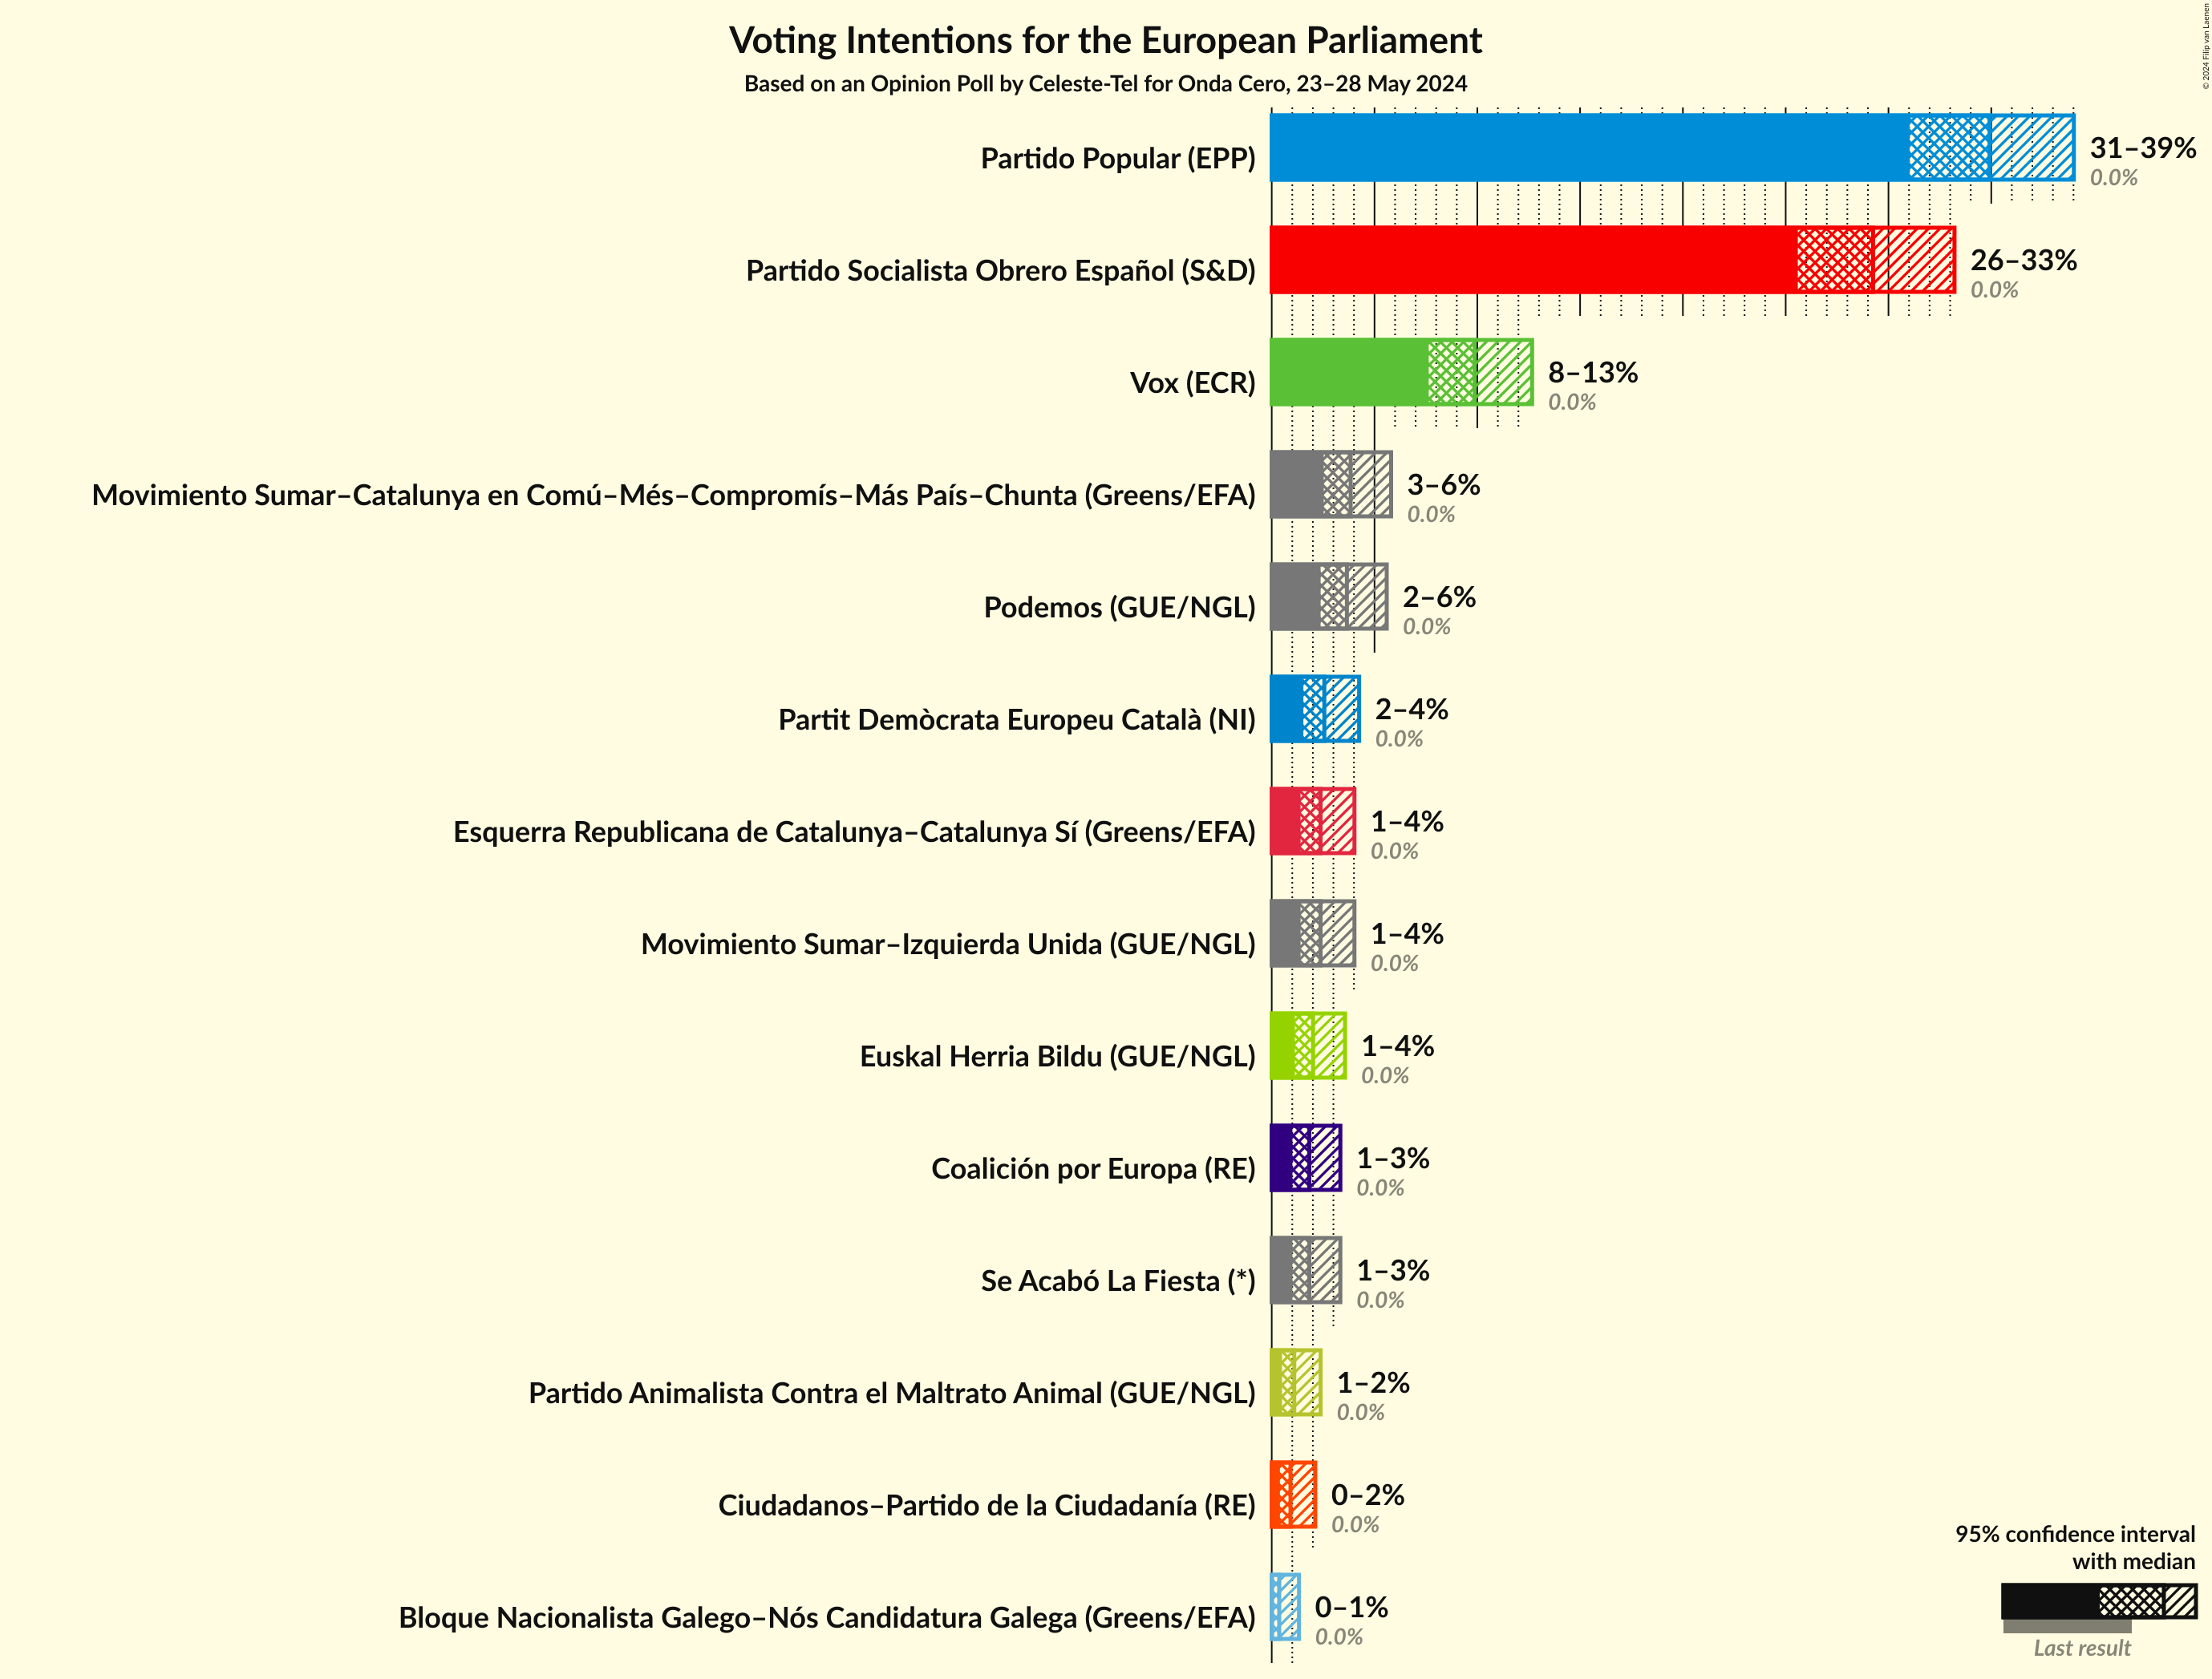 Voting Intentions for the European Parliament
Based on an Opinion Poll by Celeste-Tel for Onda Cero, 23–28 May 2024
© 2024 Filip van Laenen
Partido Popular (EPP)
31–39%
0.0%
Partido Socialista Obrero Español (S&D)
26–33%
0.0%
Vox (ECR)
8–13%
0.0%
Movimiento Sumar–Catalunya en Comú–Més–Compromís–Más País–Chunta (Greens/EFA)
3–6%
0.0%
Podemos (GUE/NGL)
2–6%
0.0%
Partit Demòcrata Europeu Català (NI)
2–4%
0.0%
Esquerra Republicana de Catalunya–Catalunya Sí (Greens/EFA)
1–4%
0.0%
Movimiento Sumar–Izquierda Unida (GUE/NGL)
1–4%
0.0%
Euskal Herria Bildu (GUE/NGL)
1–4%
0.0%
Coalición por Europa (RE)
1–3%
0.0%
Se Acabó La Fiesta (*)
1–3%
0.0%
Partido Animalista Contra el Maltrato Animal (GUE/NGL)
1–2%
0.0%
Ciudadanos–Partido de la Ciudadanía (RE)
0–2%
0.0%
Bloque Nacionalista Galego–Nós Candidatura Galega (Greens/EFA)
0–1%
0.0%
95% confidence interval
with median
Last result